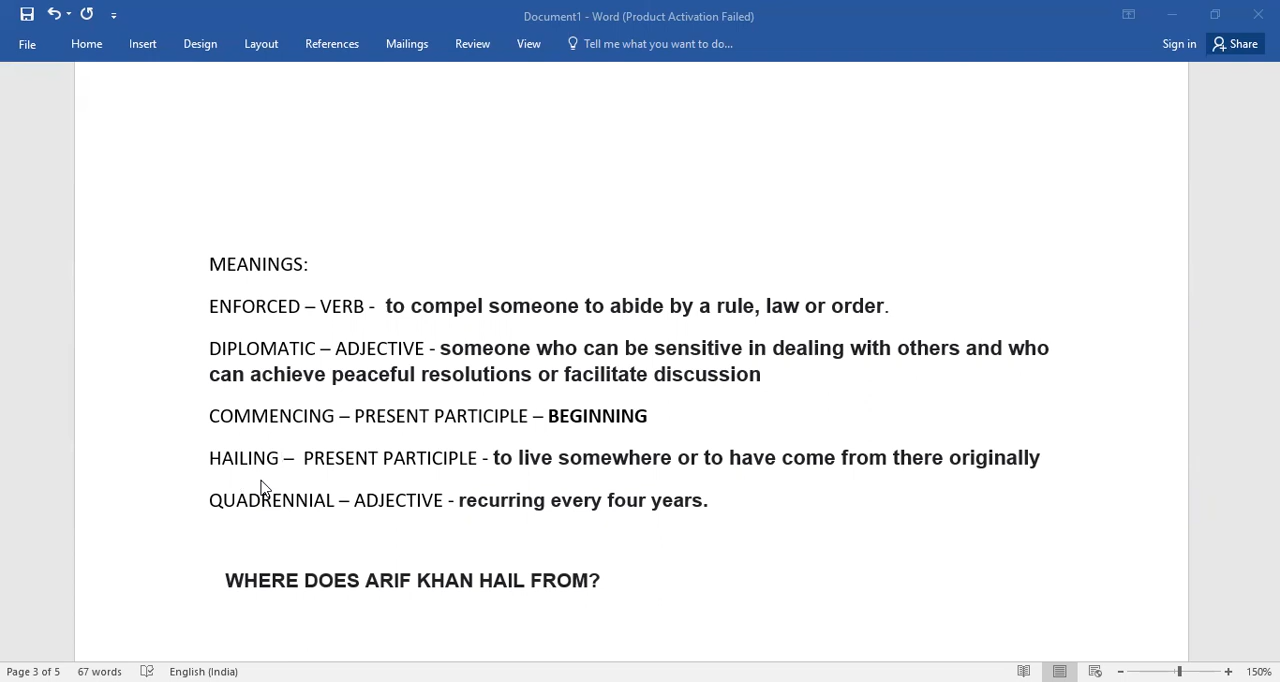 Document1 - Word (Product Activation Failed)
File Home Insert Design Layout References Mailings Review View Tell me what you want to do... Sign in Share
MEANINGS:
ENFORCED – VERB -  to compel someone to abide by a rule, law or order.
DIPLOMATIC – ADJECTIVE - someone who can be sensitive in dealing with others and who
can achieve peaceful resolutions or facilitate discussion
COMMENCING – PRESENT PARTICIPLE – BEGINNING
HAILING –  PRESENT PARTICIPLE - to live somewhere or to have come from there originally
QUADRENNIAL – ADJECTIVE - recurring every four years.
WHERE DOES ARIF KHAN HAIL FROM?
Page 3 of 5 67 words English (India) 150%